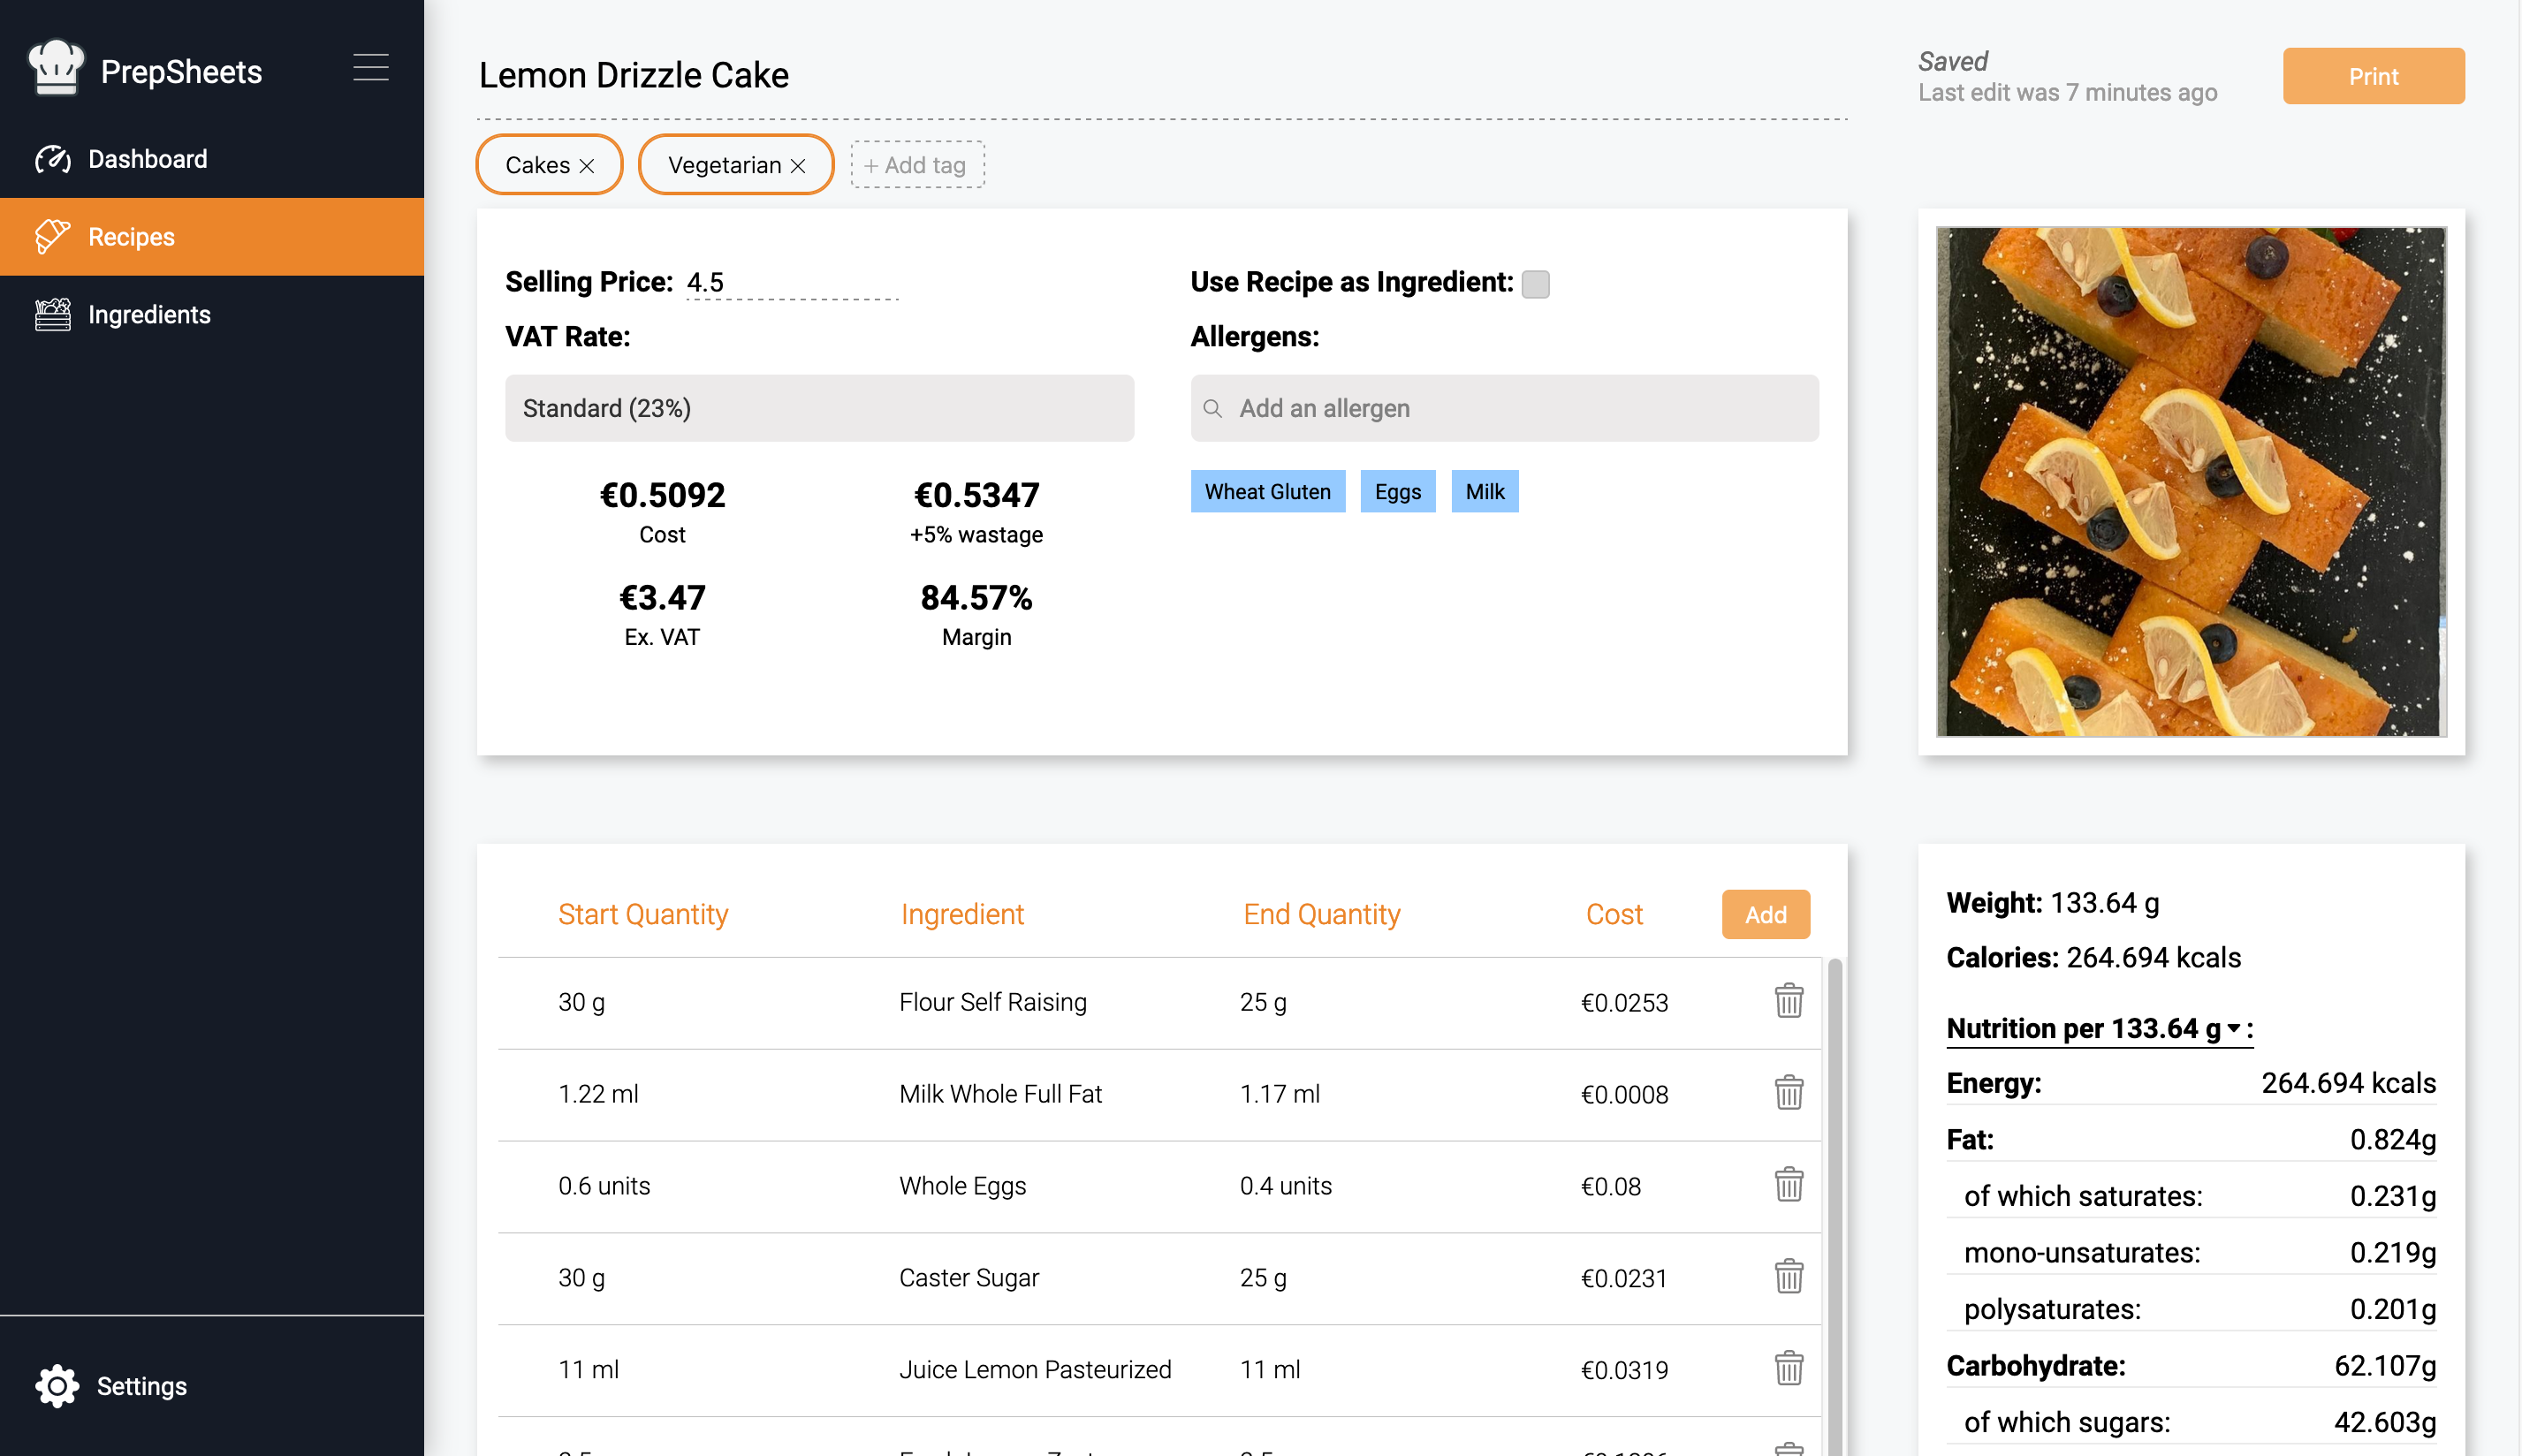 PrepSheets
Dashboard
Recipes
Ingredients
Settings
Lemon Drizzle Cake
Saved
Last edit was 7 minutes ago
Print
Cakes
Vegetarian
+ Add tag
Selling Price: 4.5
VAT Rate:
Standard (23%)
€0.5092
Cost
€0.5347
+5% wastage
€3.47
Ex. VAT
84.57%
Margin
Use Recipe as Ingredient:
Allergens:
Add an allergen
Wheat Gluten Eggs Milk
Start Quantity Ingredient End Quantity Cost Add
30 g Flour Self Raising 25 g €0.0253
1.22 ml Milk Whole Full Fat 1.17 ml €0.0008
0.6 units Whole Eggs 0.4 units €0.08
30 g Caster Sugar 25 g €0.0231
11 ml Juice Lemon Pasteurized 11 ml €0.0319
Weight: 133.64 g
Calories: 264.694 kcals
Nutrition per 133.64 g :
Energy: 264.694 kcals
Fat: 0.824g
of which saturates: 0.231g
mono-unsaturates: 0.219g
polysaturates: 0.201g
Carbohydrate: 62.107g
of which sugars: 42.603g